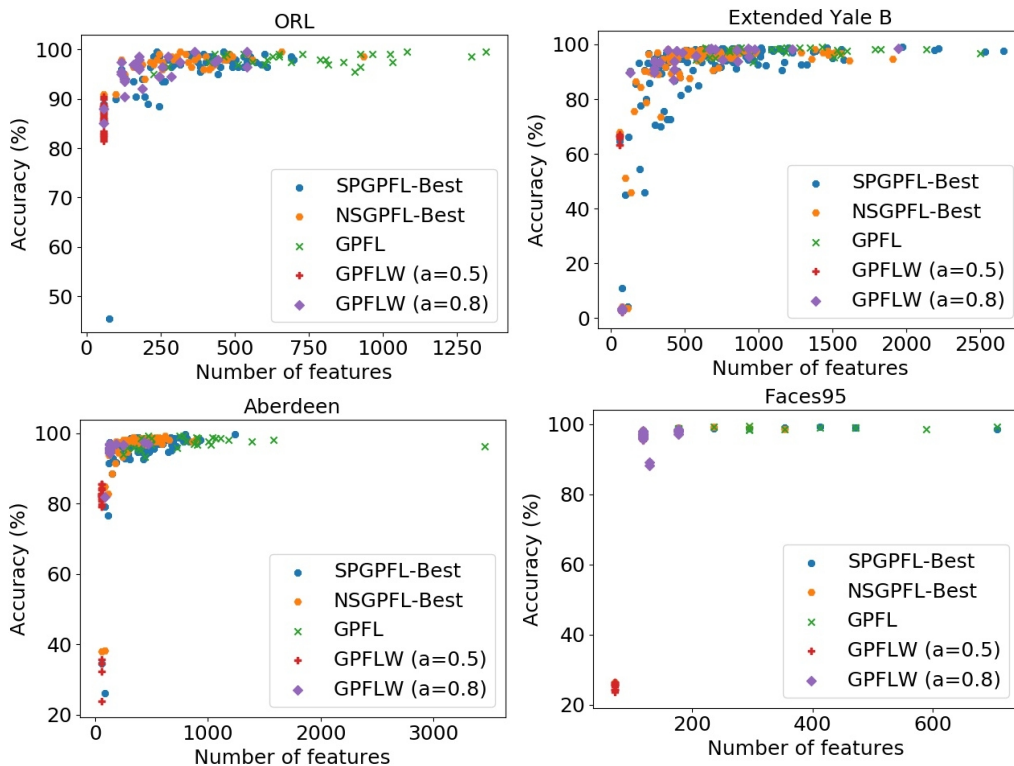 ORL
100
90
80
70
60
50
Accuracy (%)
SPGPFL-Best
NSGPFL-Best
GPFL
GPFLW (a=0.5)
GPFLW (a=0.8)
0 250 500 750 1000 1250
Number of features
Extended Yale B
100
80
60
40
20
0
Accuracy (%)
SPGPFL-Best
NSGPFL-Best
GPFL
GPFLW (a=0.5)
GPFLW (a=0.8)
0 500 1000 1500 2000 2500
Number of features
Aberdeen
100
80
60
40
20
Accuracy (%)
SPGPFL-Best
NSGPFL-Best
GPFL
GPFLW (a=0.5)
GPFLW (a=0.8)
0 1000 2000 3000
Number of features
Faces95
100
80
60
40
20
Accuracy (%)
SPGPFL-Best
NSGPFL-Best
GPFL
GPFLW (a=0.5)
GPFLW (a=0.8)
200 400 600
Number of features